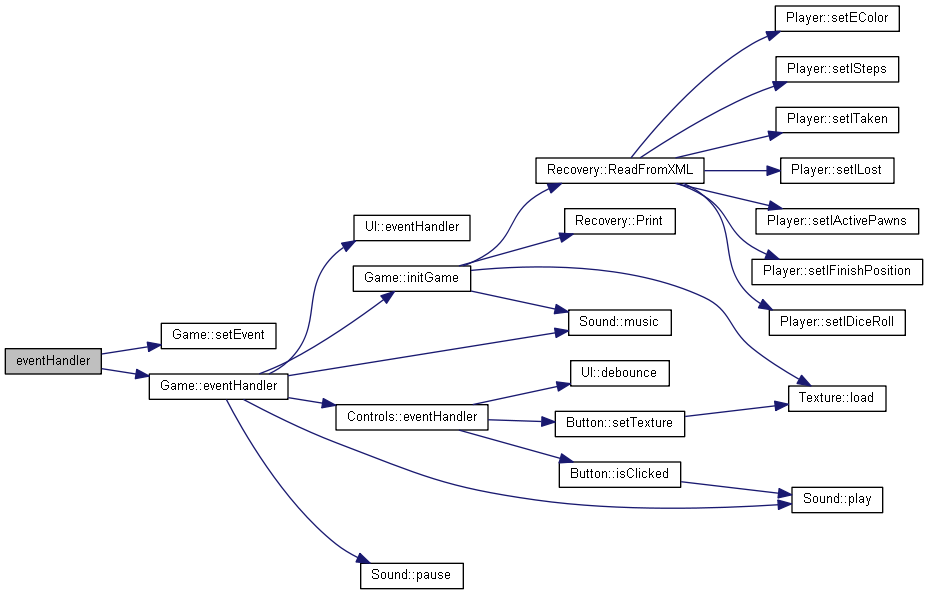 Player::setEColor
Player::setISteps
Player::setITaken
Recovery::ReadFromXML
Player::setILost
Player::setIActivePawns
Recovery::Print
UI::eventHandler
Player::setIFinishPosition
Game::initGame
Sound::music
Player::setIDiceRoll
Game::setEvent
eventHandler
UI::debounce
Game::eventHandler
Texture::load
Controls::eventHandler
Button::setTexture
Button::isClicked
Sound::play
Sound::pause